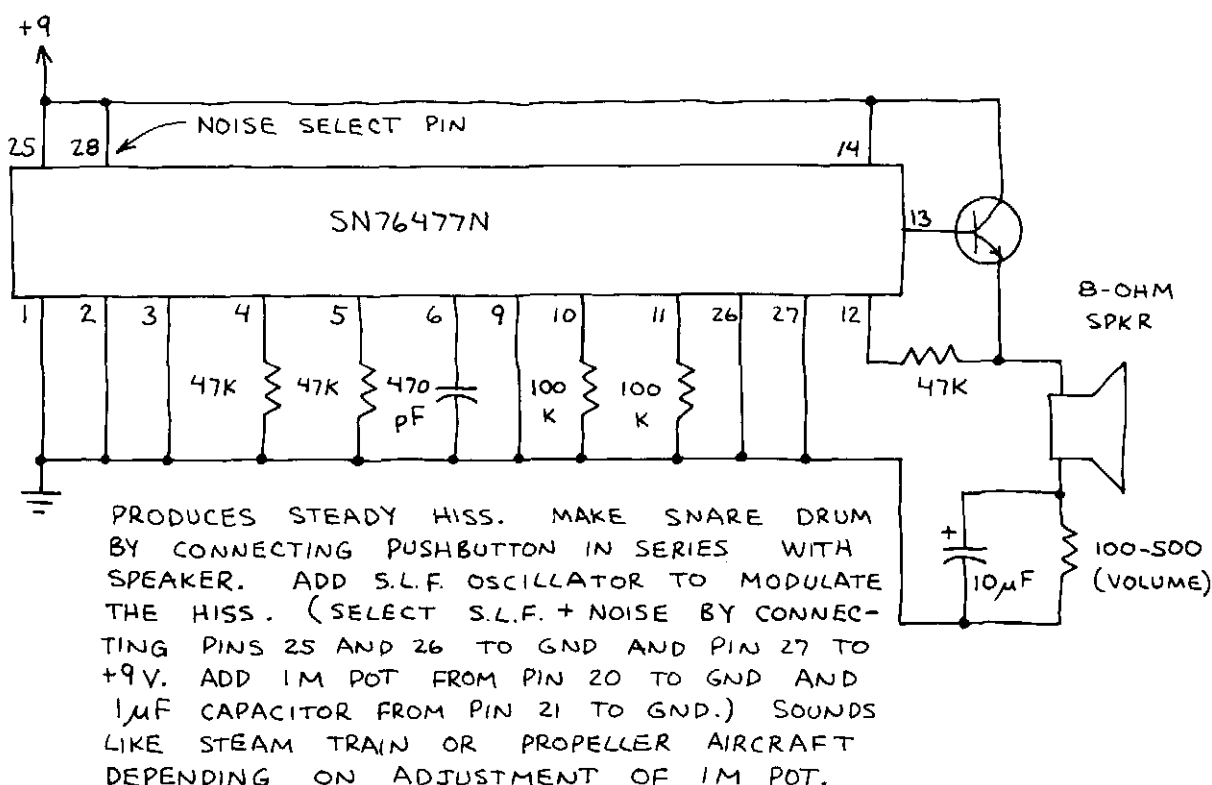 +9
NOISE SELECT PIN
25 28 14
SN76477N
13
1 2 3 4 5 6 9 10 11 26 27 12
8-OHM
SPKR
47K 47K 470 pF 100 K 100 K
47K
+
10µF
100-500
(VOLUME)
PRODUCES STEADY HISS. MAKE SNARE DRUM
BY CONNECTING PUSHBUTTON IN SERIES WITH
SPEAKER. ADD S.L.F. OSCILLATOR TO MODULATE
THE HISS. (SELECT S.L.F. + NOISE BY CONNEC-
TING PINS 25 AND 26 TO GND AND PIN 27 TO
+9V. ADD 1M POT FROM PIN 20 TO GND AND
1µF CAPACITOR FROM PIN 21 TO GND.) SOUNDS
LIKE STEAM TRAIN OR PROPELLER AIRCRAFT
DEPENDING ON ADJUSTMENT OF 1M POT.